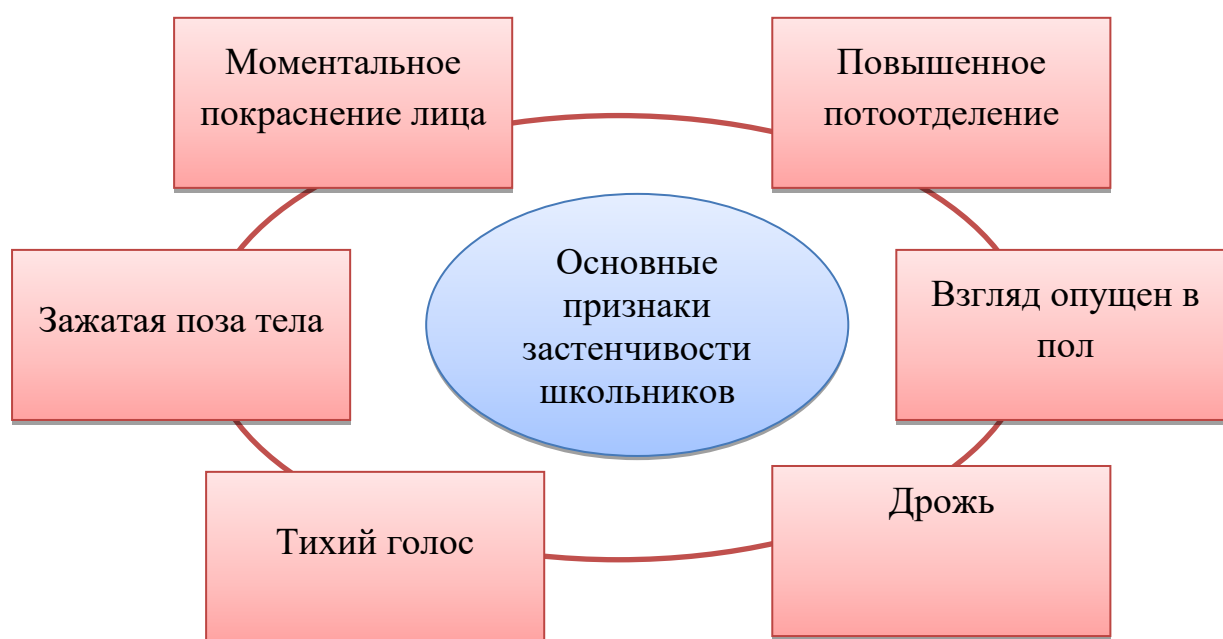 Моментальное
покраснение лица
Повышенное
потоотделение
Зажатая поза тела
Основные
признаки
застенчивости
школьников
Взгляд опущен в
пол
Тихий голос
Дрожь